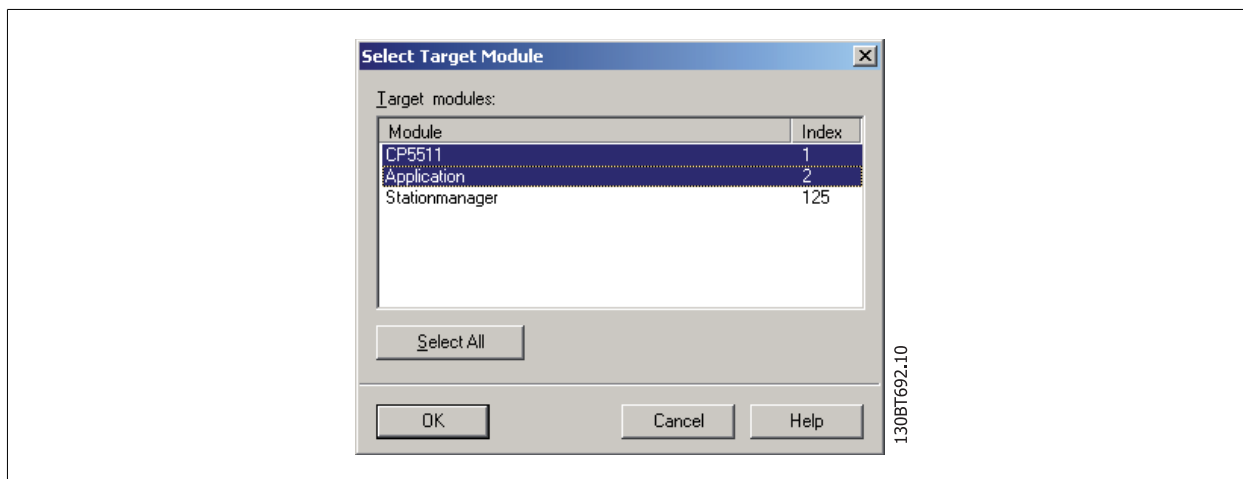 Select Target Module
Target modules:
Module Index
CP5511 1
Application 2
Stationmanager 125
Select All
OK Cancel Help
130BT692.10